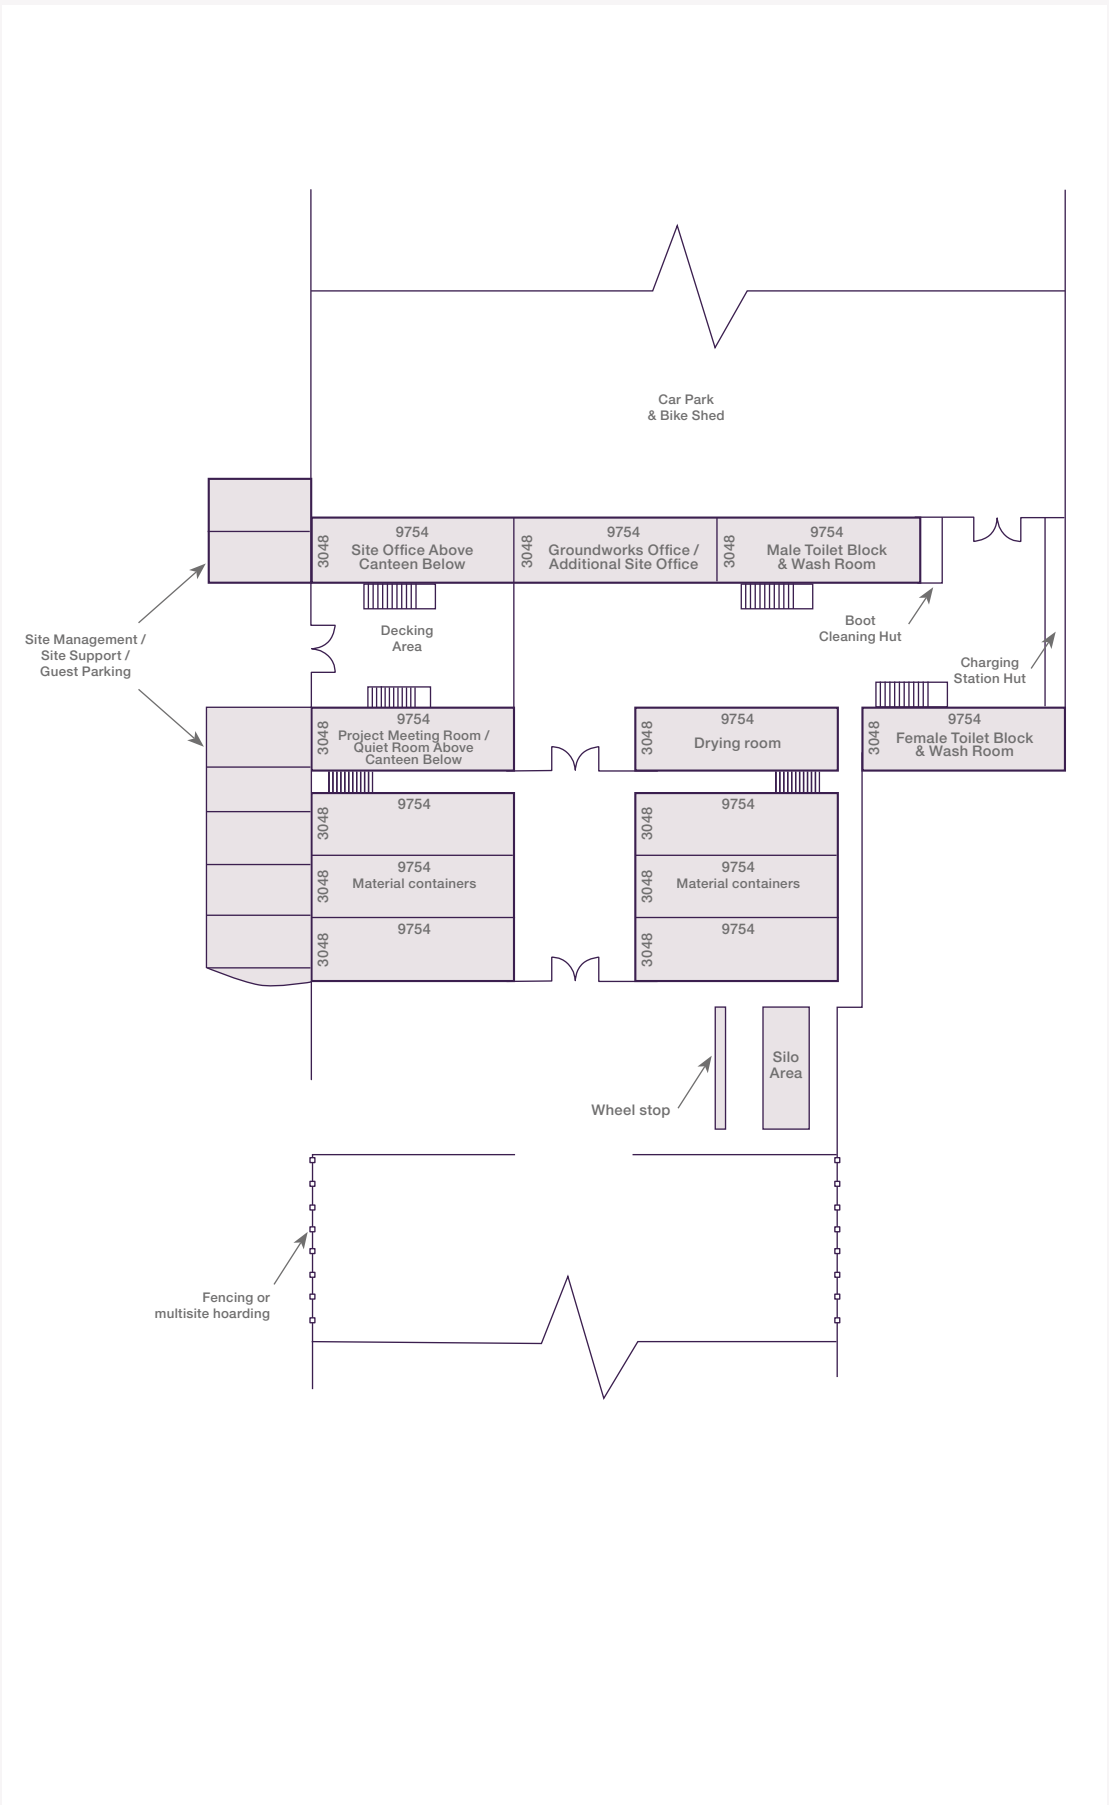 Car Park
& Bike Shed
9754
3048
Site Office Above
Canteen Below
9754
3048
Groundworks Office /
Additional Site Office
9754
3048
Male Toilet Block
& Wash Room
Boot
Cleaning Hut
Decking
Area
Site Management /
Site Support /
Guest Parking
Charging
Station Hut
9754
3048
Project Meeting Room /
Quiet Room Above
Canteen Below
9754
Drying room
9754
3048
Female Toilet Block
& Wash Room
9754
3048
9754
3048
Material containers
9754
3048
9754
3048
9754
3048
Material containers
9754
3048
Silo
Area
Wheel stop
Fencing or
multisite hoarding